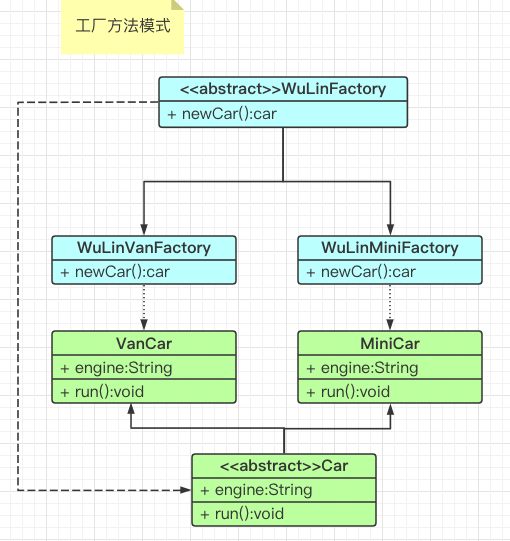 工厂方法模式
<<abstract>>WuLinFactory
+ newCar():car
WuLinVanFactory
+ newCar():car
WuLinMiniFactory
+ newCar():car
VanCar
+ engine:String
+ run():void
MiniCar
+ engine:String
+ run():void
<<abstract>>Car
+ engine:String
+ run():void